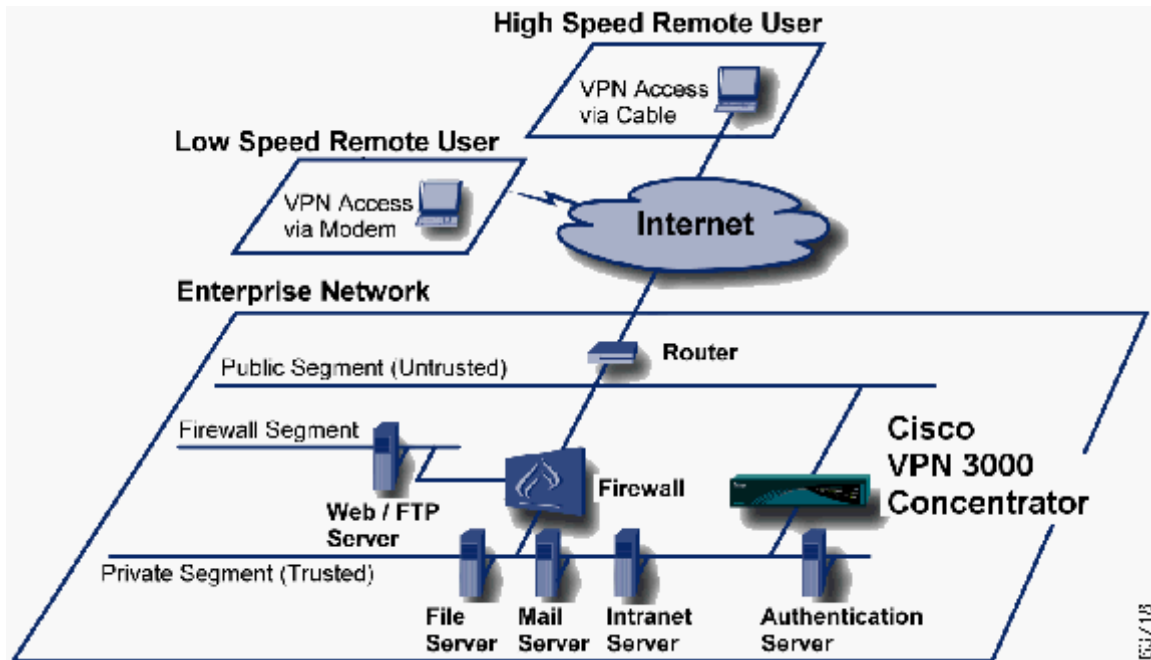 High Speed Remote User
VPN Access
via Cable
Low Speed Remote User
VPN Access
via Modem
Internet
Enterprise Network
Router
Public Segment (Untrusted)
Firewall Segment
Cisco
VPN 3000
Concentrator
Firewall
Web / FTP
Server
Private Segment (Trusted)
File
Server
Mail
Server
Intranet
Server
Authentication
Server